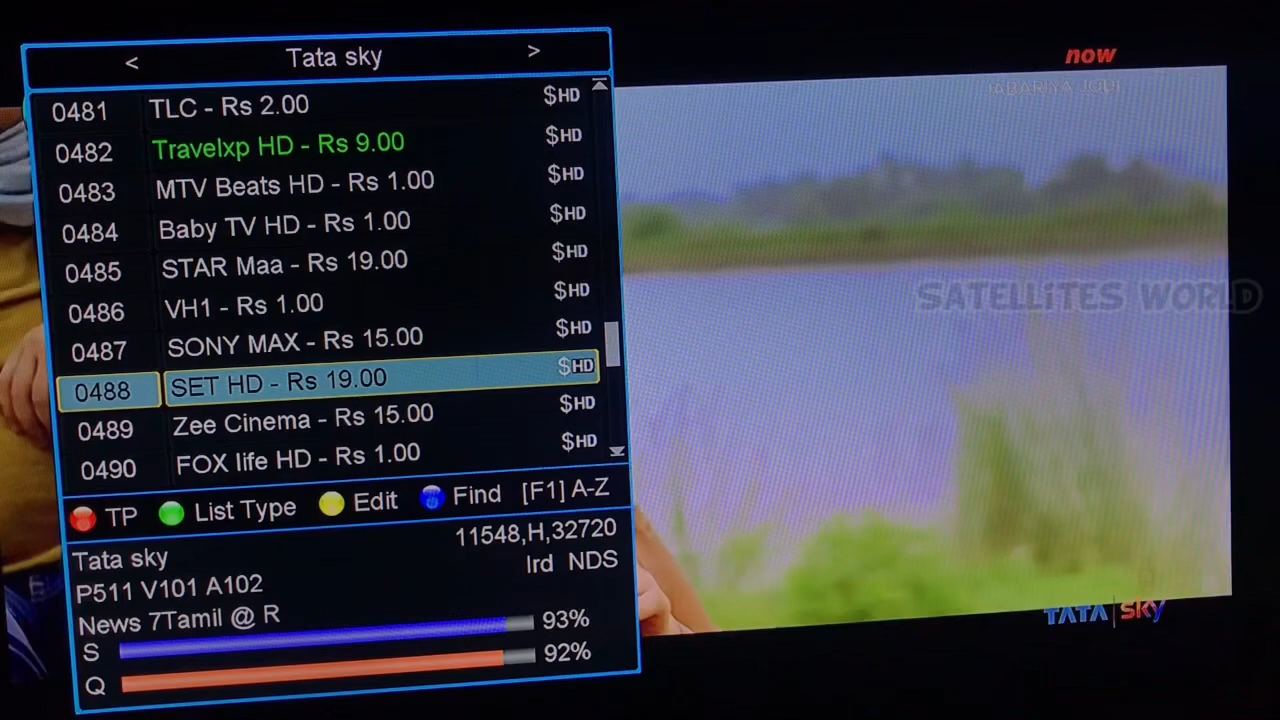 < Tata sky >
0481 TLC - Rs 2.00 $HD
0482 Travelxp HD - Rs 9.00 $HD
0483 MTV Beats HD - Rs 1.00 $HD
0484 Baby TV HD - Rs 1.00 $HD
0485 STAR Maa - Rs 19.00 $HD
0486 VH1 - Rs 1.00 $HD
0487 SONY MAX - Rs 15.00 $HD
0488 SET HD - Rs 19.00 $HD
0489 Zee Cinema - Rs 15.00 $HD
0490 FOX life HD - Rs 1.00 $HD
TP List Type Edit Find [F1] A-Z
11548,H,32720
Tata sky Ird NDS
P511 V101 A102
News 7Tamil @ R
S 93%
Q 92%
now
JABARIYA JODI
SATELLiTES WORLD
TATA SKY